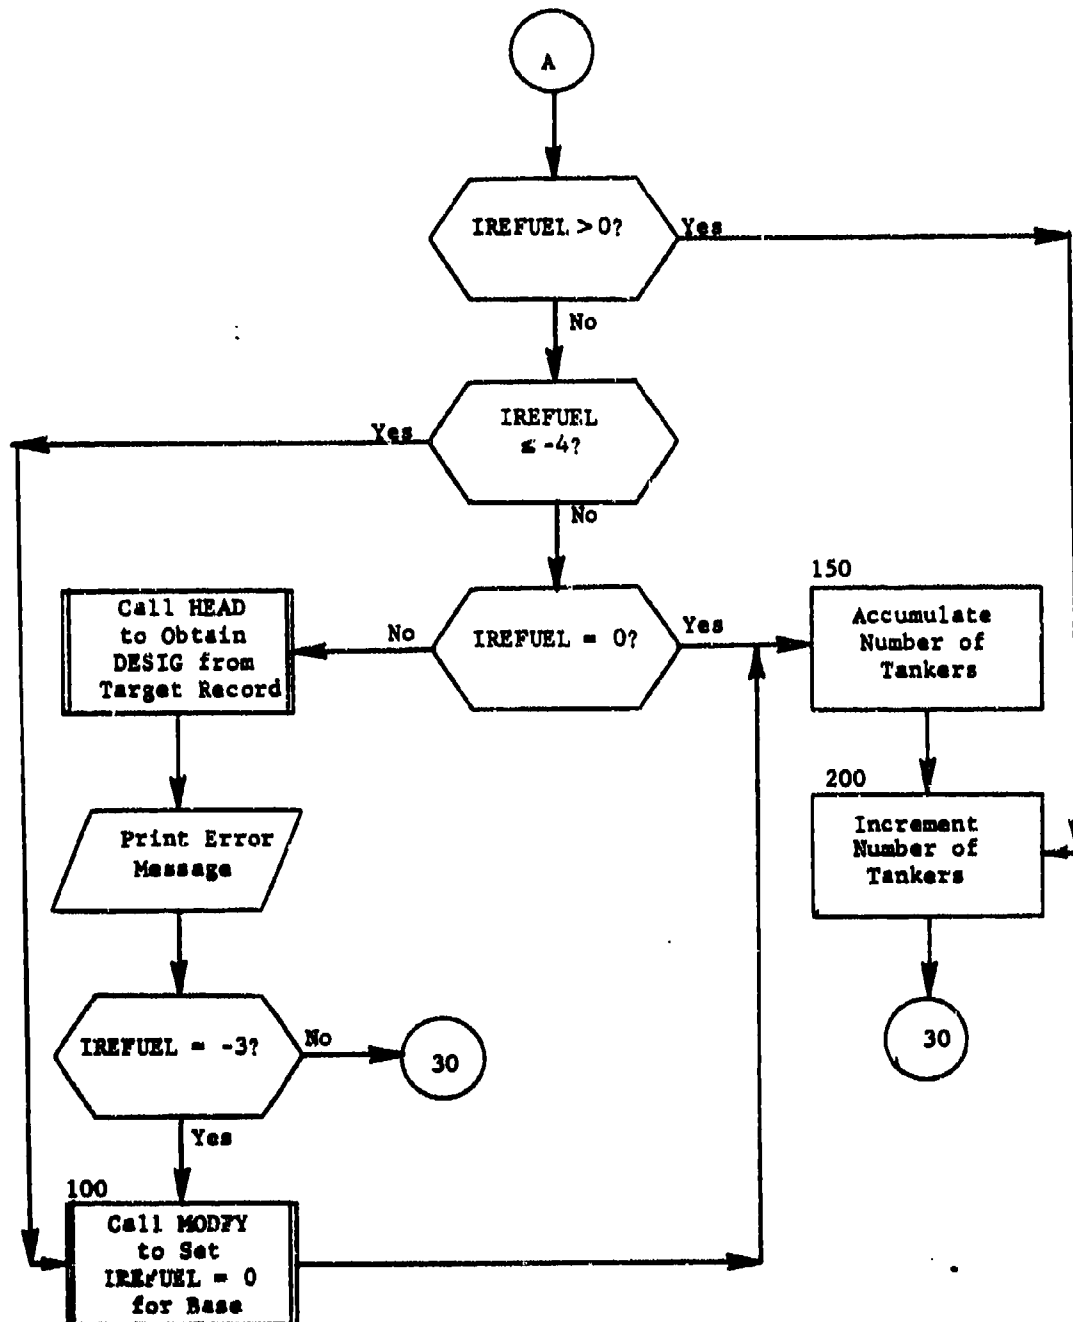 A
IREFUEL > 0?
Yes
No
IREFUEL
≤ -4?
Yes
No
IREFUEL = 0?
No
Yes
Call HEAD
to Obtain
DESIG from
Target Record
150
Accumulate
Number of
Tankers
200
Increment
Number of
Tankers
30
Print Error
Message
IREFUEL = -3?
No
30
Yes
100
Call MODFY
to Set
IREFUEL = 0
for Base